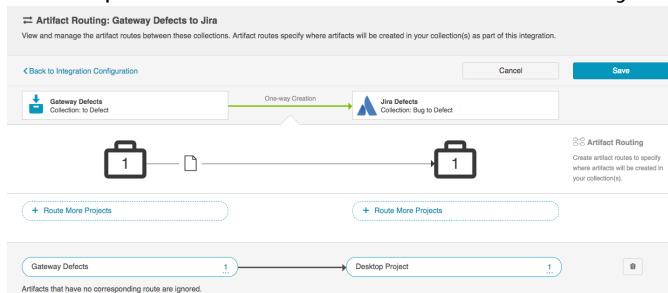 Artifact Routing: Gateway Defects to Jira
View and manage the artifact routes between these collections. Artifact routes specify where artifacts will be created in your collection(s) as part of this integration.
Back to Integration Configuration
Cancel
Save
Gateway Defects
Collection: to Defect
One-way Creation
Jira Defects
Collection: Bug to Defect
1
1
Artifact Routing
Create artifact routes to specify
where artifacts will be created in
your collection(s).
+ Route More Projects
+ Route More Projects
Gateway Defects 1
Desktop Project 1
Artifacts that have no corresponding route are ignored.